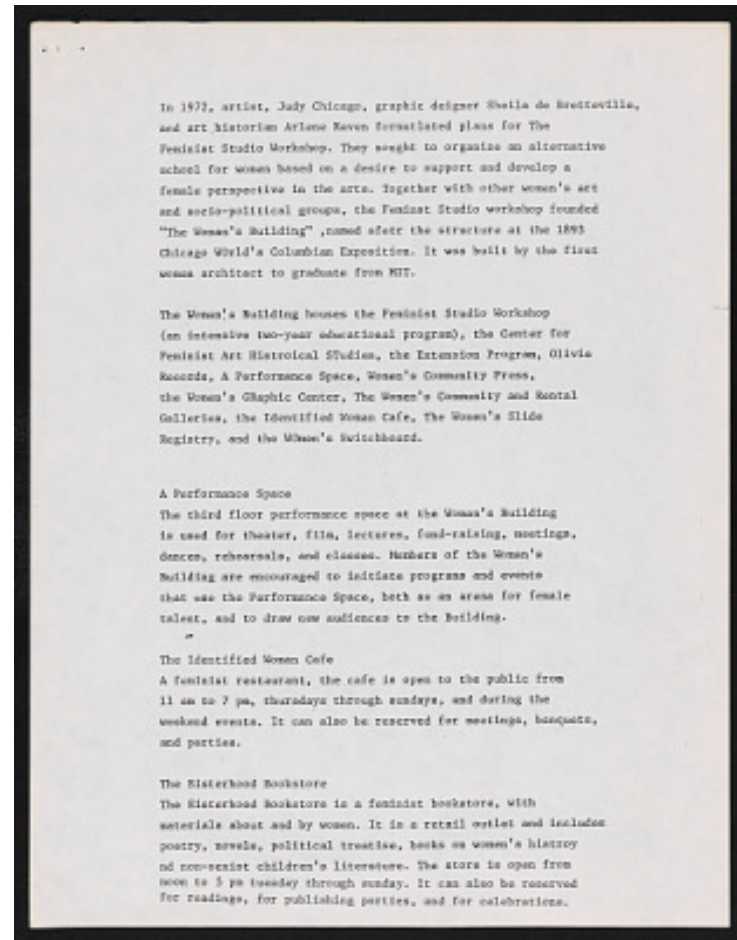 In 1972, artist, Judy Chicago, graphic deigner Sheila de Bretteville,
and art historian Arlene Raven formatlated plans for The
Feminist Studio Workshop. They sought to organize an alternative
school for women based on a desire to support and develop a
female perspective in the arts. Together with other women's art
and socio-political groups, the Feminst Studio workshop founded
"The Woman's Building" ,named afetr the structure at the 1893
Chicago World's Columbian Exposition. It was built by the first
woman architect to graduate from MIT.
The Women's Building houses the Feminist Studio Workshop
(an intensive two-year educational program), the Center for
Feminist Art Histroical STudies, the Extension Program, Olivia
Records, A Performance Space, Women's Community Press,
the Women's GRaphic Center, The Women's Community and Rental
Galleries, the Identified Woman Cafe, The Women's Slide
Registry, and the Women's Switchboard.
A Performance Space
The third floor performance space at the Woman's Building
is used for theater, film, lectures, fund-raising, meetings,
dances, rehearsals, and classes. Members of the Women's
Building are encouraged to initiate programs and events
that use the Performance Space, both as an arena for female
talent, and to draw new audiences to the Building.
The Identified Woman Cafe
A feminist restaurant, the cafe is open to the public from
11 am to 7 pm, thursdays through sundays, and during the
weekend events. It can also be reserved for meetings, banquets,
and parties.
The Sisterhood Bookstore
The Sisterhood Bookstore is a feminist bookstore, with
materials about and by women. It is a retail outlet and includes
poetry, novels, political treatise, books on women's histroy
nd non-sexist children's literature. The store is open from
noon to 5 pm tuesday through sunday. It can also be reserved
for readings, for publishing parties, and for celebrations.